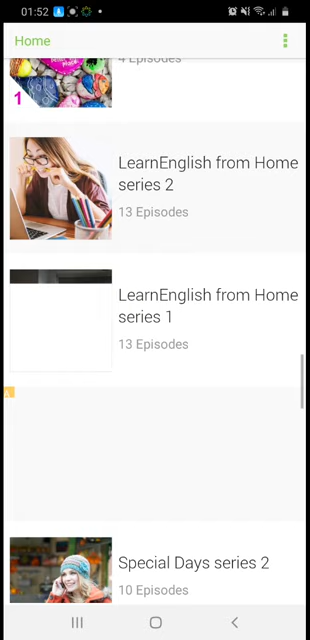 01:52
Home
4 Episodes
1
LearnEnglish from Home
series 2
13 Episodes
LearnEnglish from Home
series 1
13 Episodes
Special Days series 2
10 Episodes